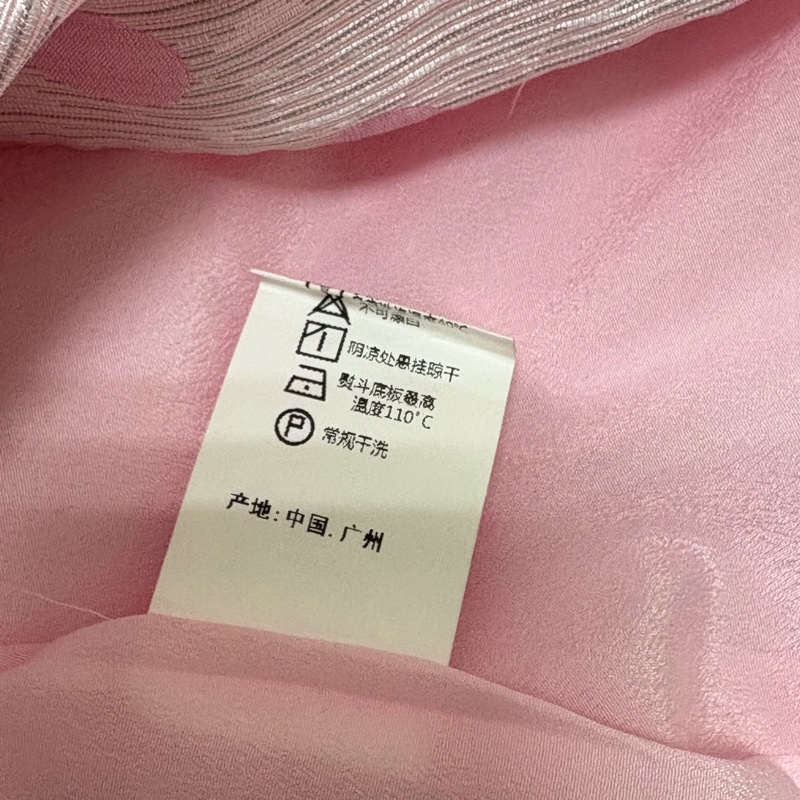 不可漂白
阴凉处悬挂晾干
熨斗底板最高
温度110°C
P 常规干洗
产地:中国.广州